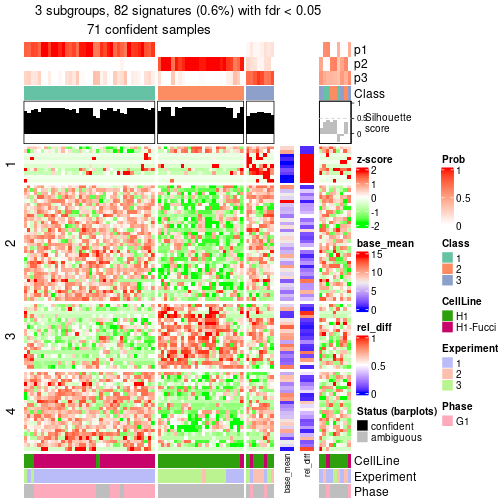 3 subgroups, 82 signatures (0.6%) with fdr < 0.05
71 confident samples
p1
p2
p3
Class
1
0.5
0
Silhouette
score
1
2
3
4
z-score
2
1
0
-1
-2
base_mean
15
10
5
0
rel_diff
1
0.5
0
Status (barplots)
confident
ambiguous
Prob
1
0.5
0
Class
1
2
3
CellLine
H1
H1-Fucci
Experiment
1
2
3
Phase
G1
base_mean
rel_diff
CellLine
Experiment
Phase